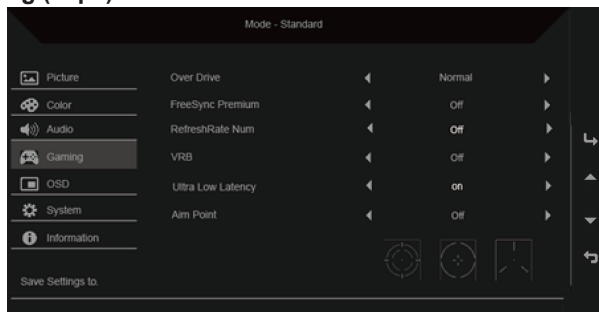 Mode - Standard
Picture
Over Drive Normal
Color
FreeSync Premium Off
Audio
RefreshRate Num Off
Gaming
VRB Off
OSD
Ultra Low Latency on
System
Aim Point Off
Information
Save Settings to.